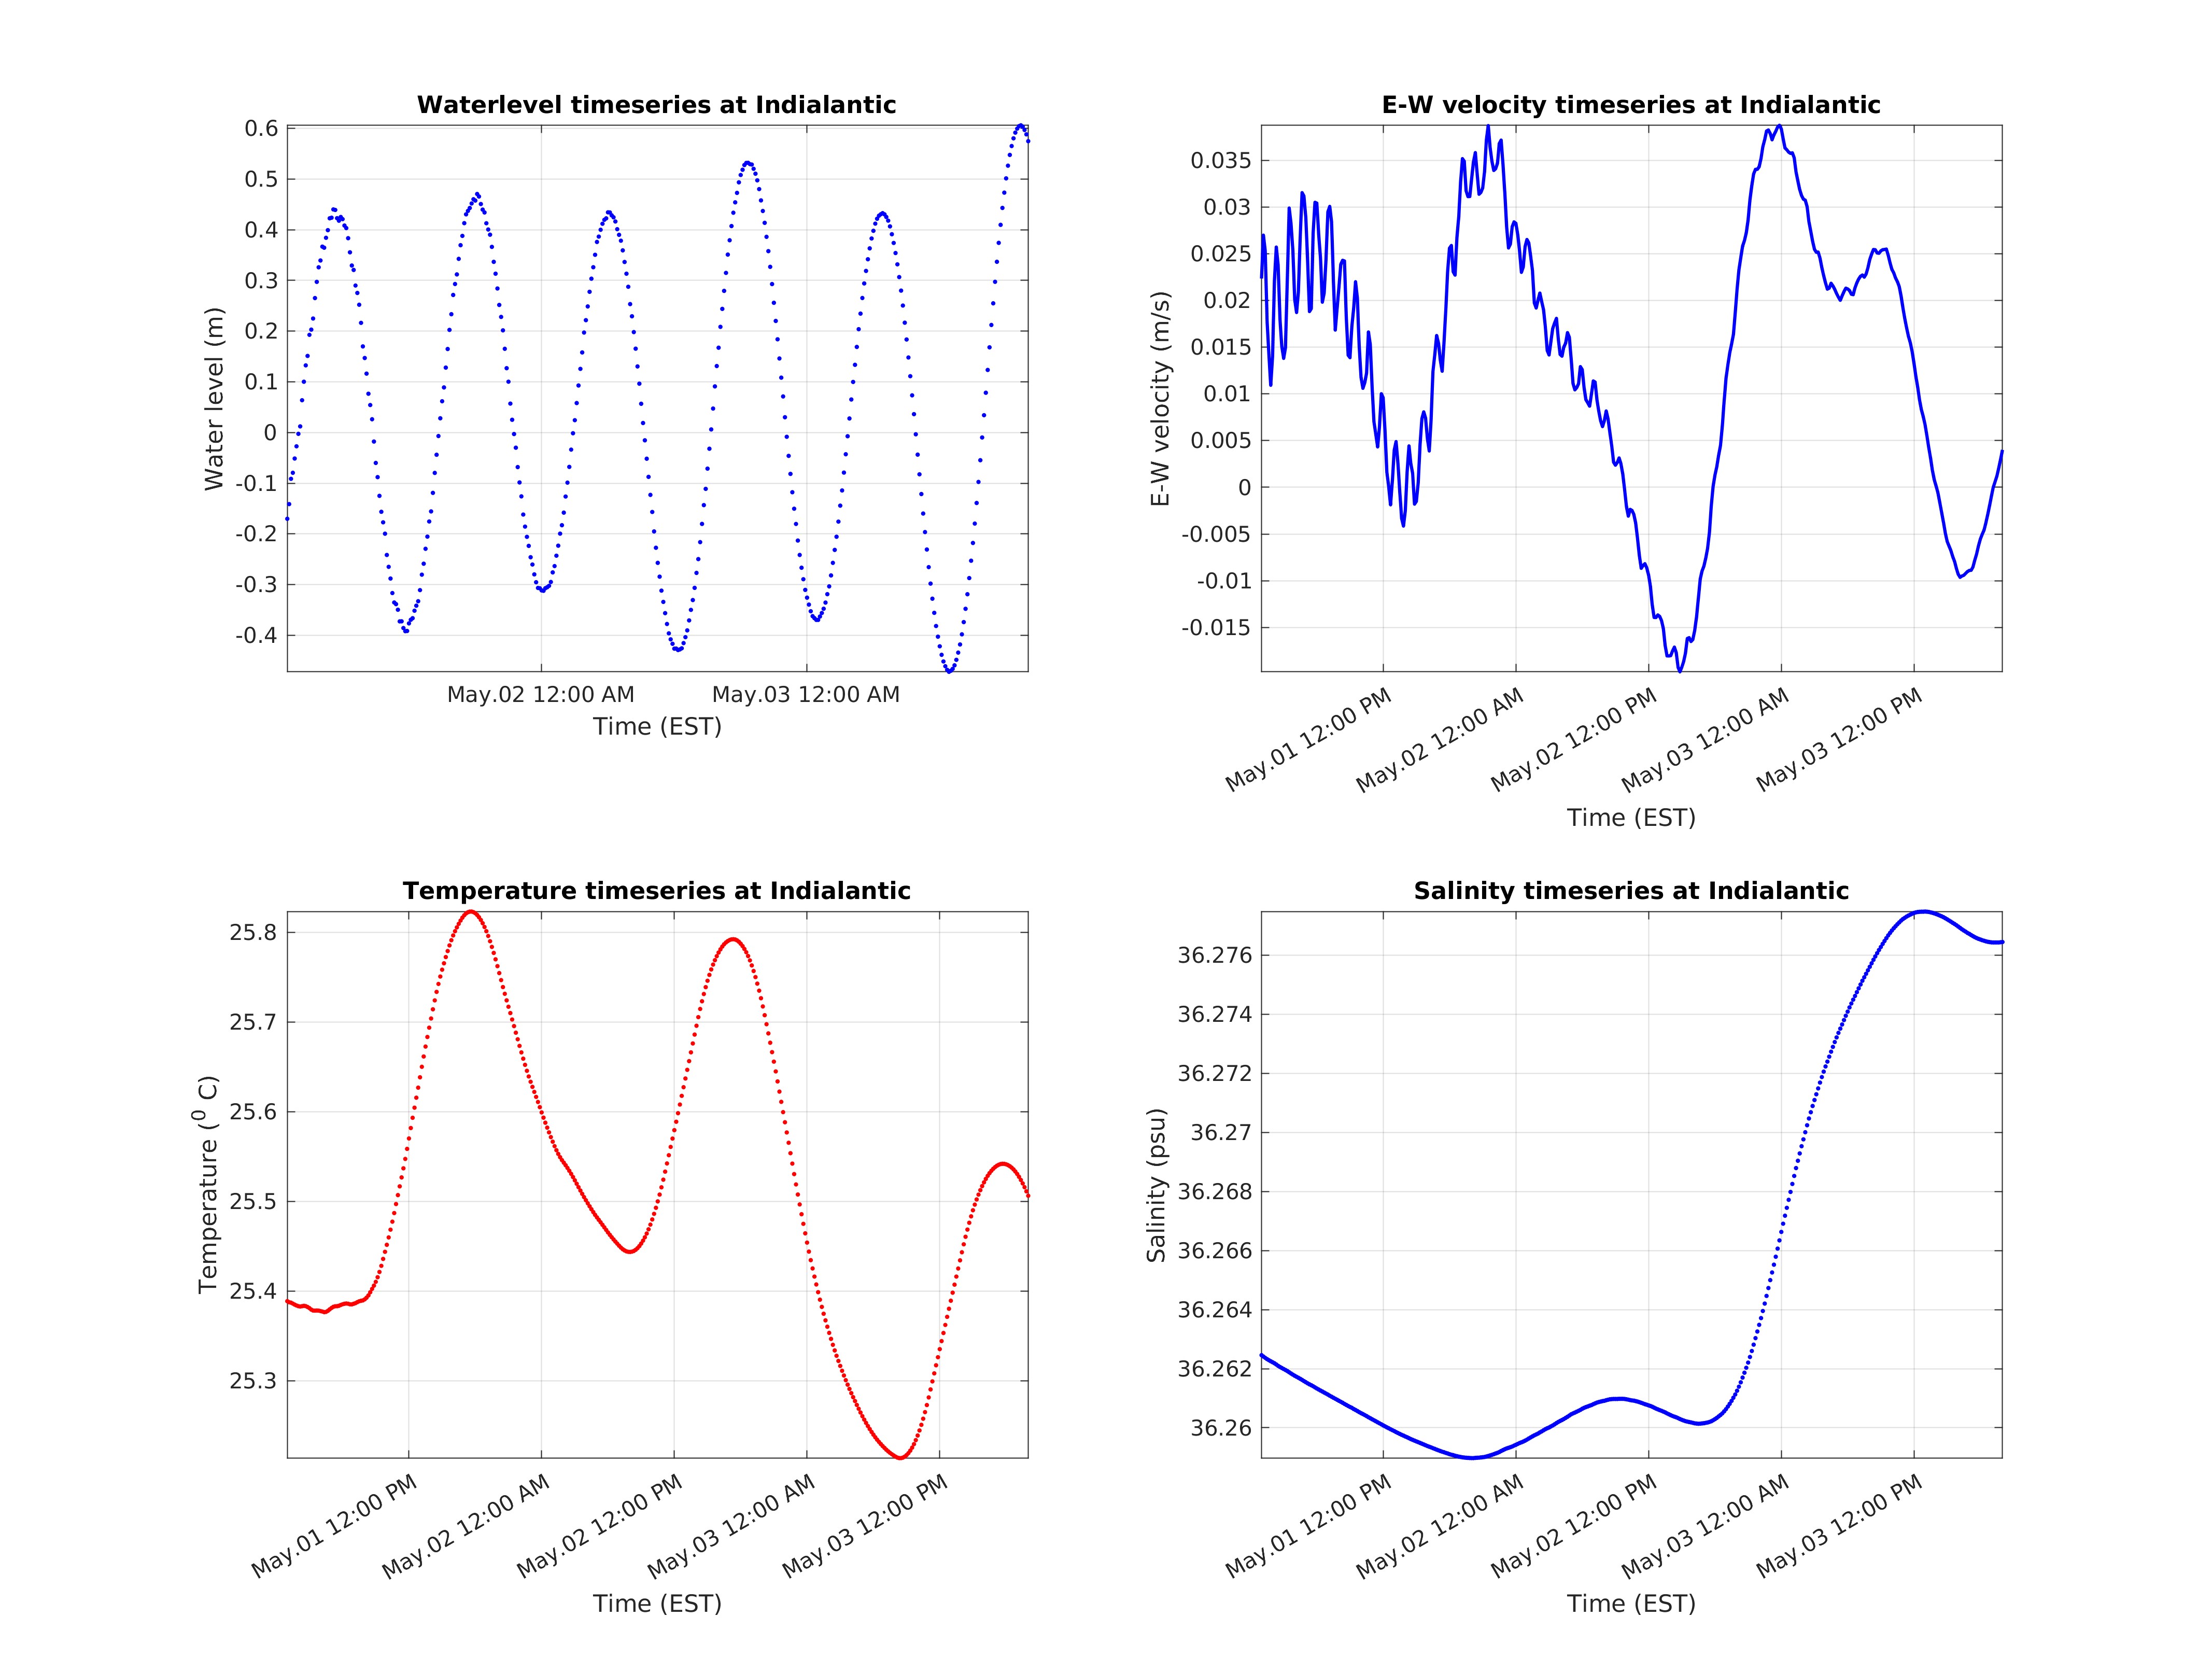 Waterlevel timeseries at Indialantic
0.6
0.5
0.4
0.3
0.2
0.1
0
-0.1
-0.2
-0.3
-0.4
Water level (m)
May.02 12:00 AM
May.03 12:00 AM
Time (EST)
E-W velocity timeseries at Indialantic
0.035
0.03
0.025
0.02
0.015
0.01
0.005
0
-0.005
-0.01
-0.015
E-W velocity (m/s)
May.01 12:00 PM
May.02 12:00 AM
May.02 12:00 PM
May.03 12:00 AM
May.03 12:00 PM
Time (EST)
Temperature timeseries at Indialantic
25.8
25.7
25.6
25.5
25.4
25.3
Temperature (⁰ C)
May.01 12:00 PM
May.02 12:00 AM
May.02 12:00 PM
May.03 12:00 AM
May.03 12:00 PM
Time (EST)
Salinity timeseries at Indialantic
36.276
36.274
36.272
36.27
36.268
36.266
36.264
36.262
36.26
Salinity (psu)
May.01 12:00 PM
May.02 12:00 AM
May.02 12:00 PM
May.03 12:00 AM
May.03 12:00 PM
Time (EST)